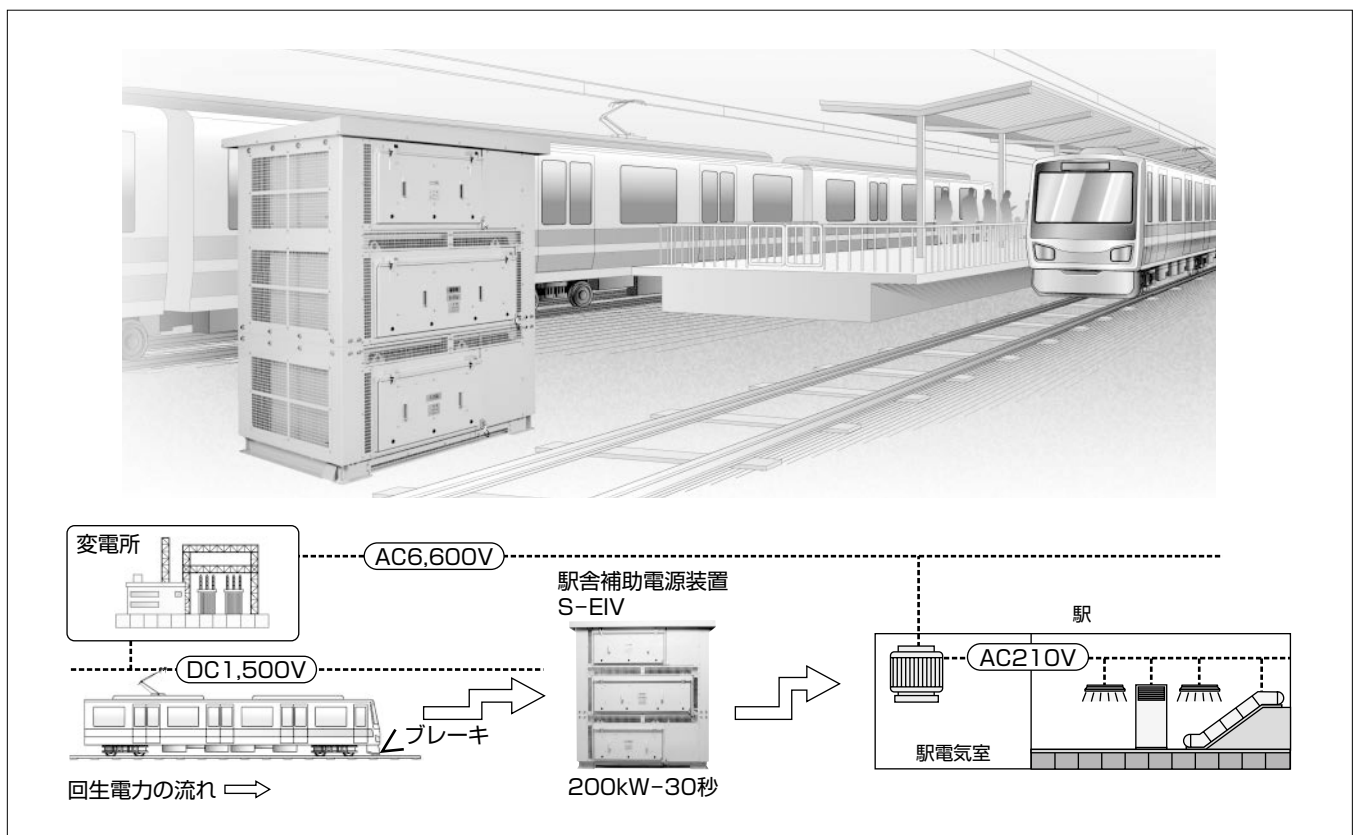 変電所
AC6,600V
駅舎補助電源装置
S-EIV
駅
DC1,500V
AC210V
ブレーキ
駅電気室
回生電力の流れ
200kW-30秒